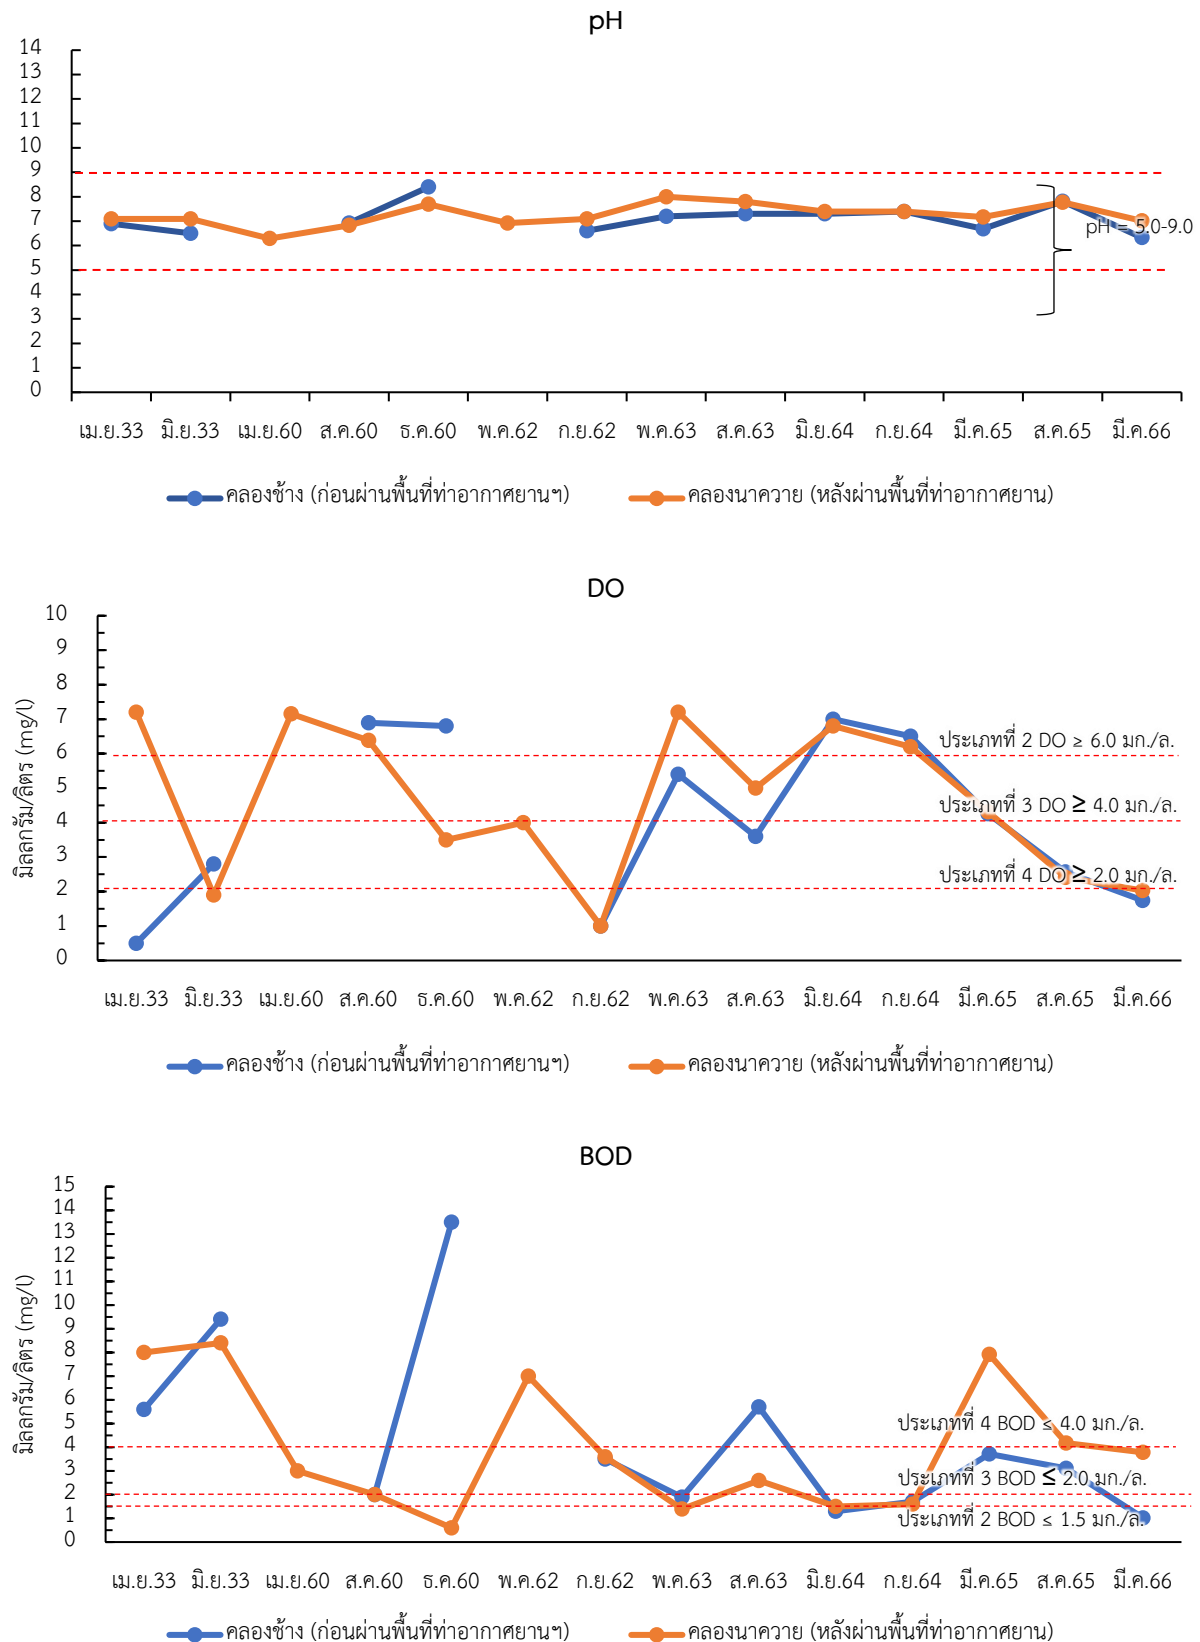 pH
14
13
12
11
10
9
8
7
6
5
4
3
2
1
0
pH = 5.0-9.0
เม.ย.33 มิ.ย.33 เม.ย.60 ส.ค.60 ธ.ค.60 พ.ค.62 ก.ย.62 พ.ค.63 ส.ค.63 มิ.ย.64 ก.ย.64 มี.ค.65 ส.ค.65 มี.ค.66
คลองช้าง (ก่อนผ่านพื้นที่ท่าอากาศยานฯ) คลองนาควาย (หลังผ่านพื้นที่ท่าอากาศยาน)
DO
มิลลกรัม/ลิตร (mg/l)
10
9
8
7
6
5
4
3
2
1
0
ประเภทที่ 2 DO ≥ 6.0 มก./ล.
ประเภทที่ 3 DO ≥ 4.0 มก./ล.
ประเภทที่ 4 DO ≥ 2.0 มก./ล.
เม.ย.33 มิ.ย.33 เม.ย.60 ส.ค.60 ธ.ค.60 พ.ค.62 ก.ย.62 พ.ค.63 ส.ค.63 มิ.ย.64 ก.ย.64 มี.ค.65 ส.ค.65 มี.ค.66
คลองช้าง (ก่อนผ่านพื้นที่ท่าอากาศยานฯ) คลองนาควาย (หลังผ่านพื้นที่ท่าอากาศยาน)
BOD
มิลลกรัม/ลิตร (mg/l)
15
14
13
12
11
10
9
8
7
6
5
4
3
2
1
0
ประเภทที่ 4 BOD ≤ 4.0 มก./ล.
ประเภทที่ 3 BOD ≤ 2.0 มก./ล.
ประเภทที่ 2 BOD ≤ 1.5 มก./ล.
เม.ย.33 มิ.ย.33 เม.ย.60 ส.ค.60 ธ.ค.60 พ.ค.62 ก.ย.62 พ.ค.63 ส.ค.63 มิ.ย.64 ก.ย.64 มี.ค.65 ส.ค.65 มี.ค.66
คลองช้าง (ก่อนผ่านพื้นที่ท่าอากาศยานฯ) คลองนาควาย (หลังผ่านพื้นที่ท่าอากาศยาน)